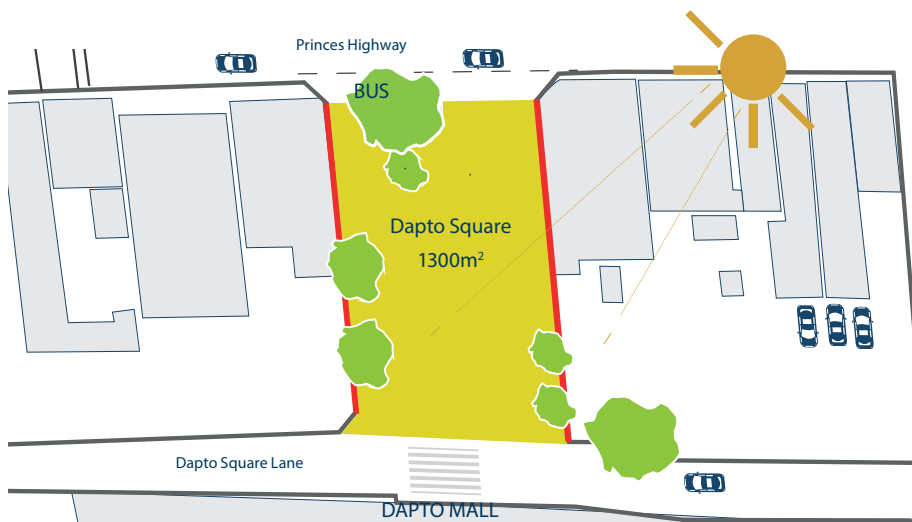 Princes Highway
BUS
Dapto Square
1300m²
Dapto Square Lane
DAPTO MALL